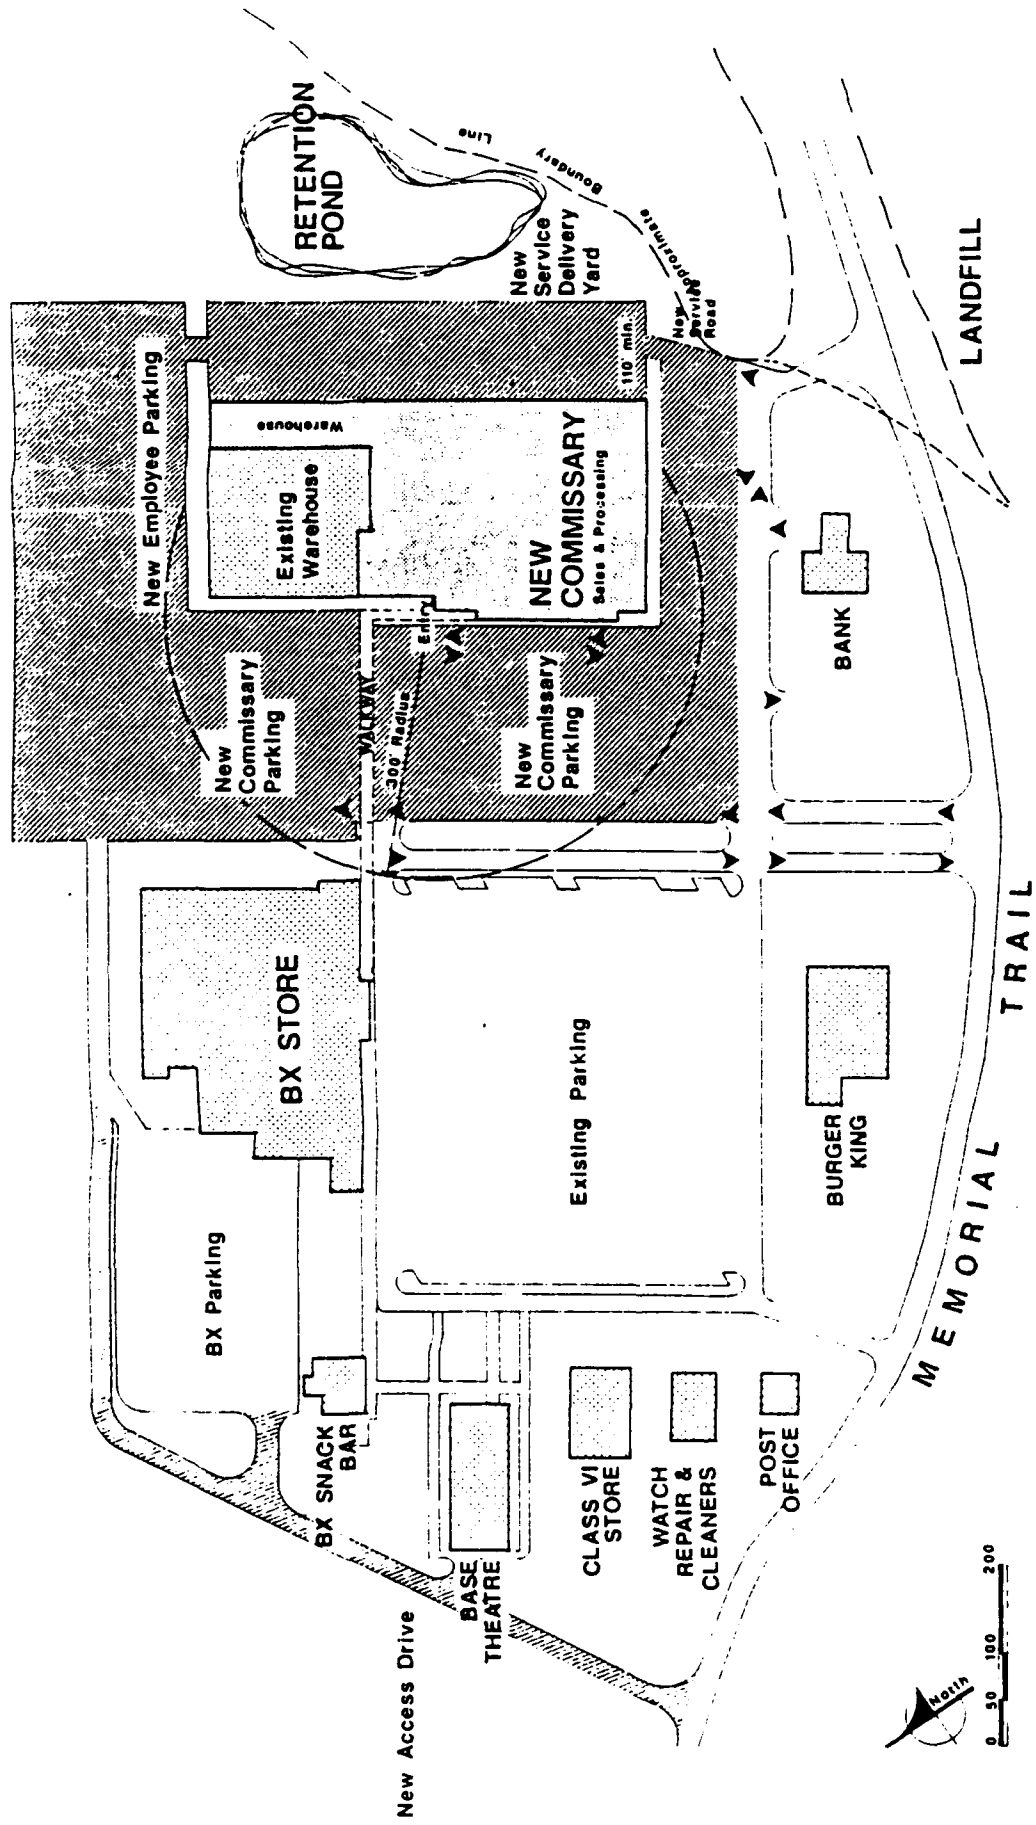 RETENTION
POND
Boundary
Line
Approximate
New
Service
Delivery
Yard
New
Service
Road
LANDFILL
New Employee Parking
110' min.
Warehouse
Existing
Warehouse
NEW
COMMISSARY
Sales & Processing
Entry
New
Commissary
Parking
WALKWAY
300' Radius
New
Commissary
Parking
BANK
BX STORE
Existing Parking
BURGER
KING
MEMORIAL TRAIL
BX Parking
BX SNACK
BAR
BASE
THEATRE
CLASS VI
STORE
WATCH
REPAIR &
CLEANERS
POST
OFFICE
New Access Drive
North
0 50 100 200